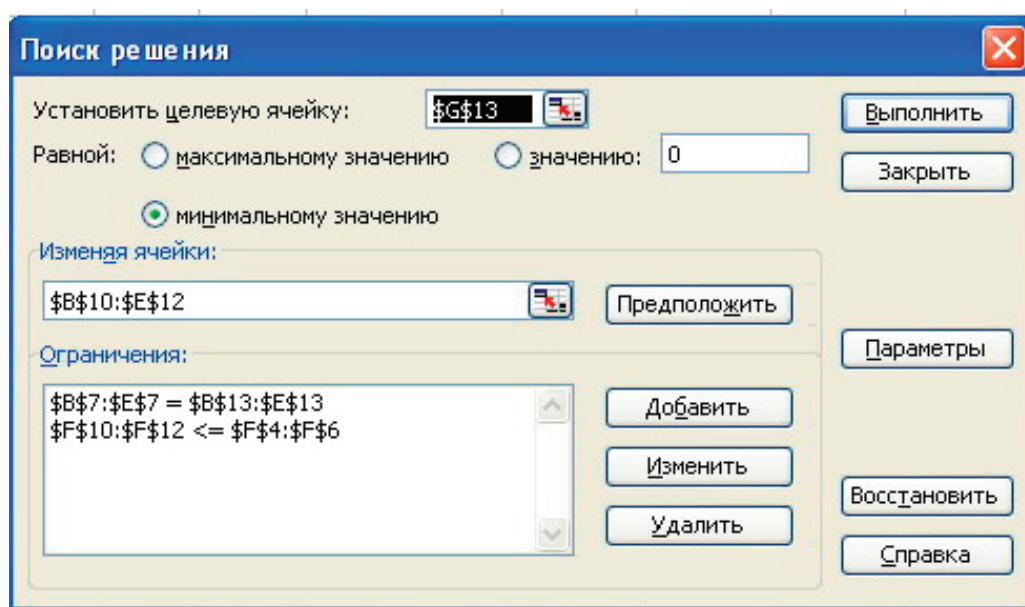 Поиск решения
Установить целевую ячейку: $G$13
Выполнить
Равной: максимальному значению значению: 0
Закрыть
минимальному значению
Изменяя ячейки:
$B$10:$E$12
Предположить
Ограничения:
Параметры
$B$7:$E$7 = $B$13:$E$13
$F$10:$F$12 <= $F$4:$F$6
Добавить
Изменить
Удалить
Восстановить
Справка